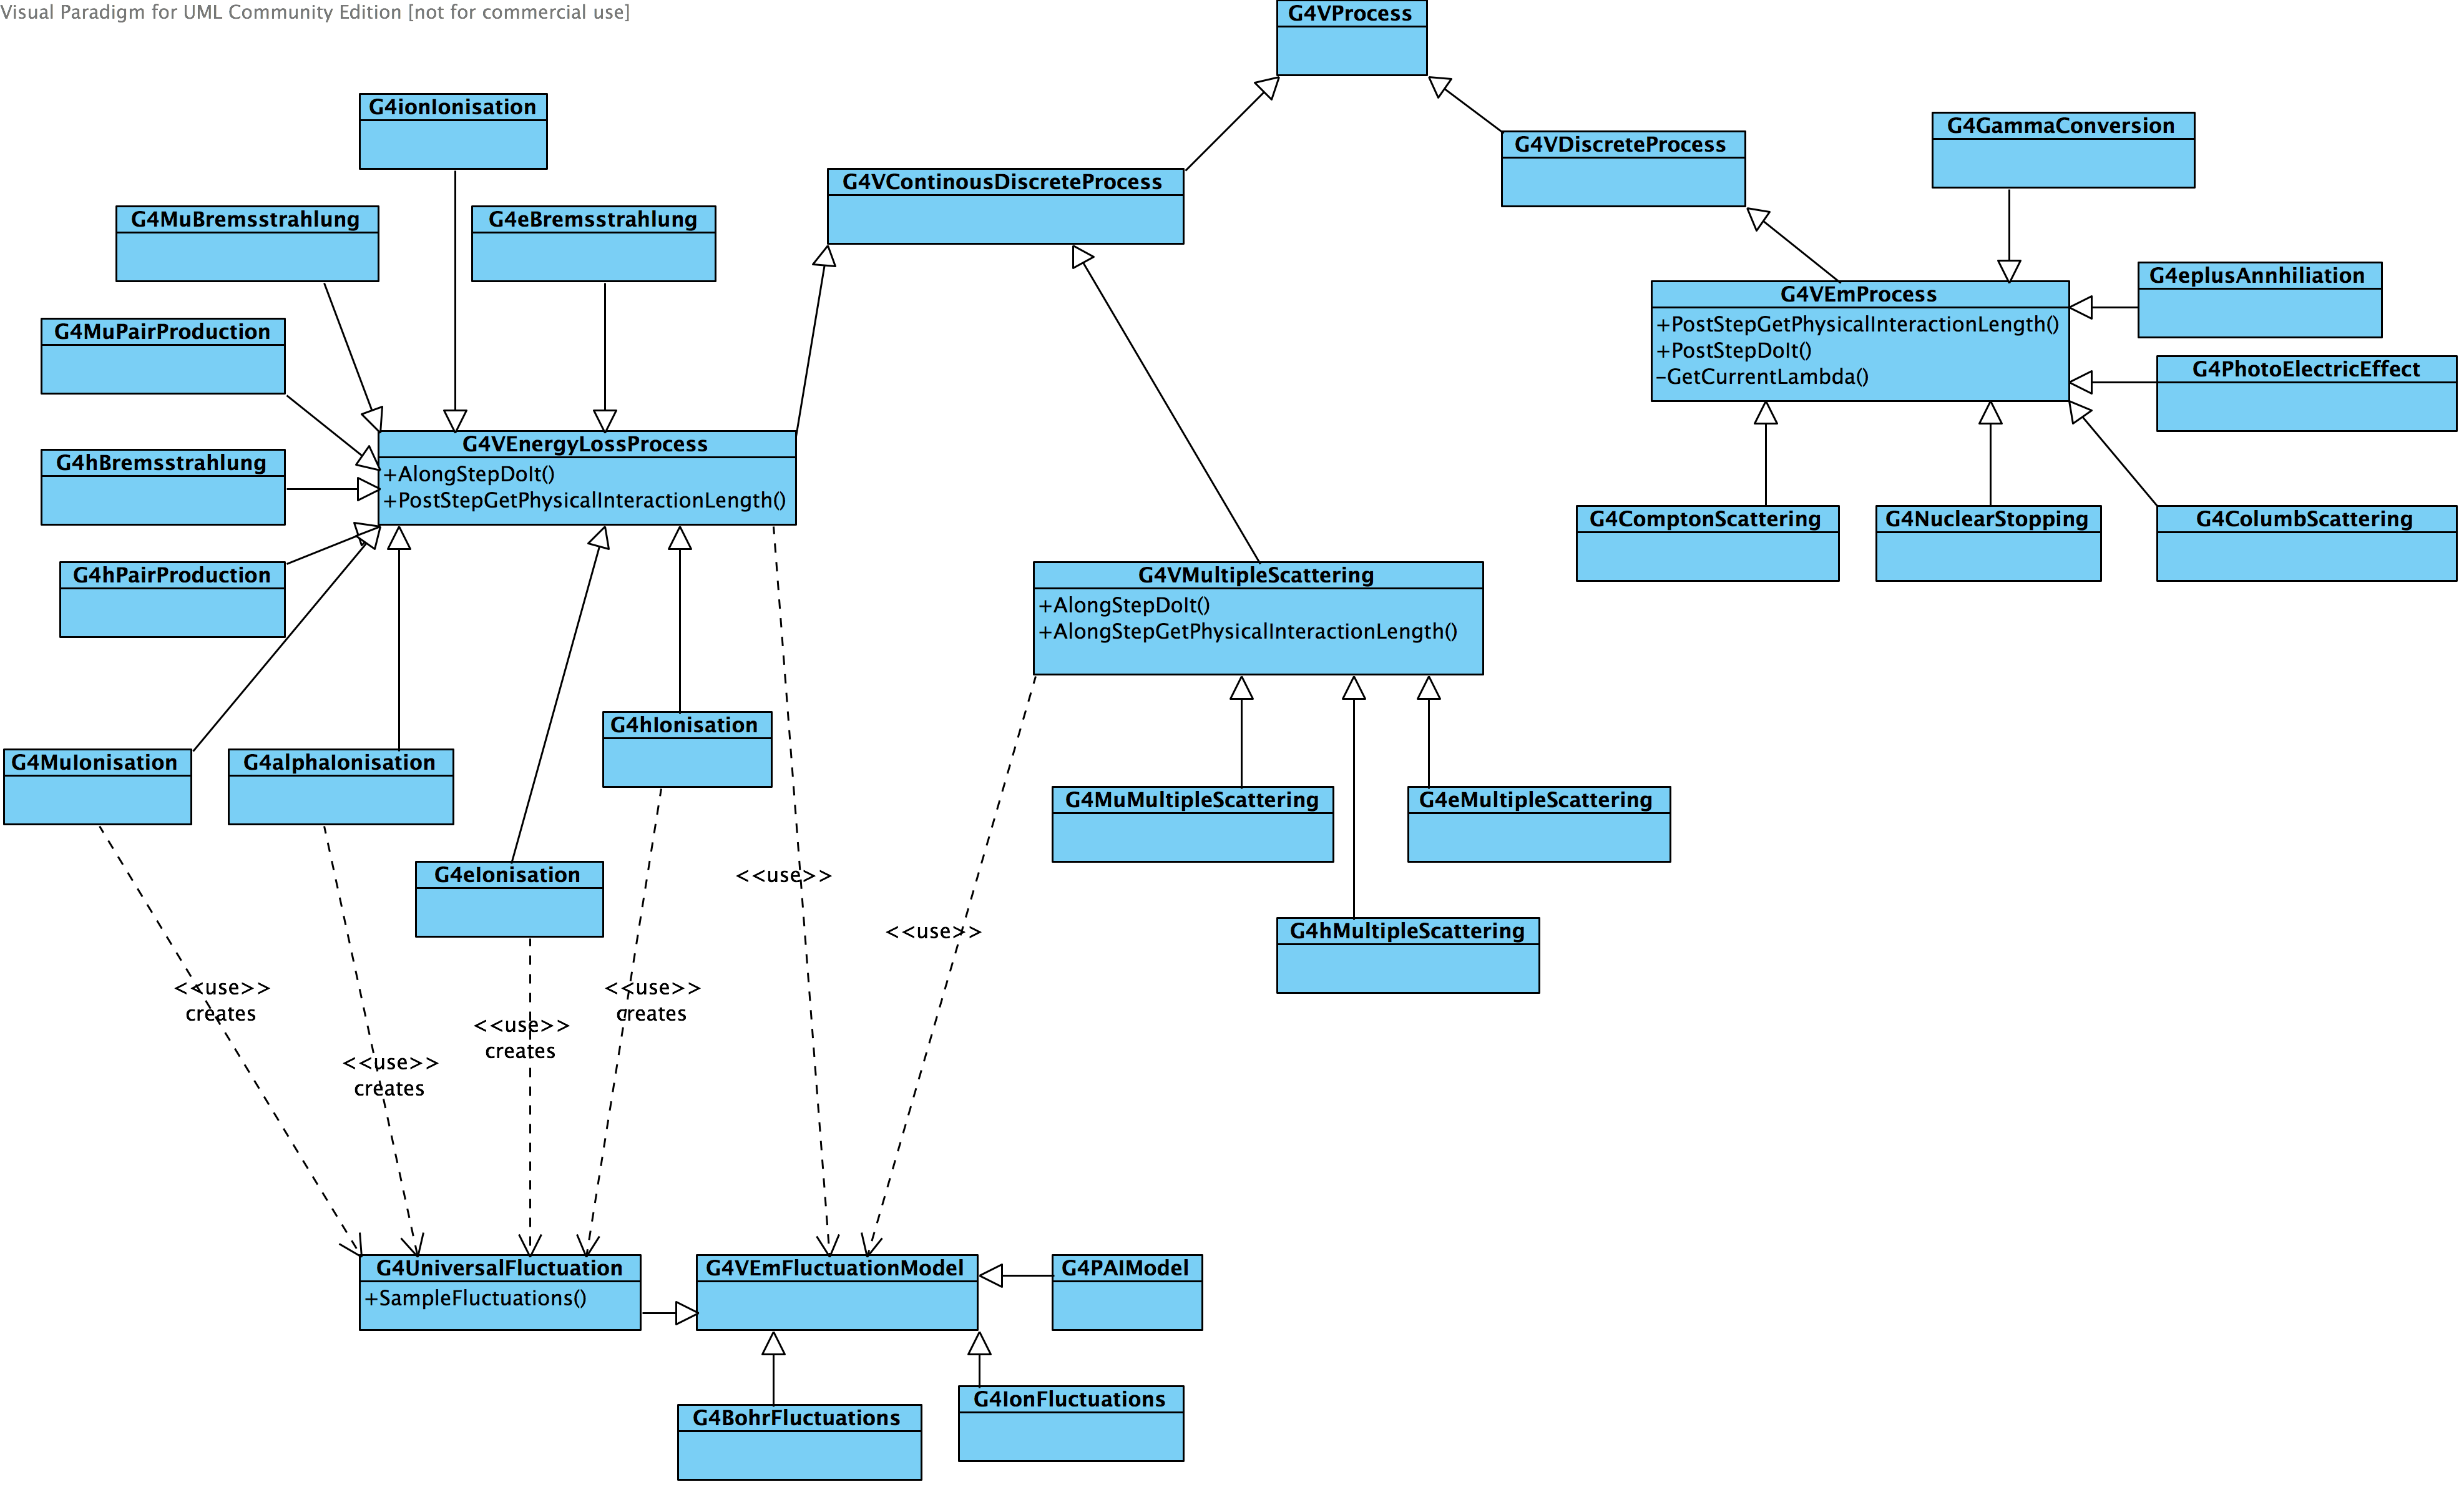 Visual Paradigm for UML Community Edition [not for commercial use]
G4VProcess
G4ionIonisation
G4GammaConversion
G4VDiscreteProcess
G4VContinousDiscreteProcess
G4MuBremsstrahlung
G4eBremsstrahlung
G4eplusAnnhiliation
G4VEmProcess
+PostStepGetPhysicalInteractionLength()
+PostStepDoIt()
-GetCurrentLambda()
G4MuPairProduction
G4PhotoElectricEffect
G4VEnergyLossProcess
+AlongStepDoIt()
+PostStepGetPhysicalInteractionLength()
G4hBremsstrahlung
G4ComptonScattering
G4NuclearStopping
G4ColumbScattering
G4hPairProduction
G4VMultipleScattering
+AlongStepDoIt()
+AlongStepGetPhysicalInteractionLength()
G4hIonisation
G4MuIonisation
G4alphaIonisation
G4MuMultipleScattering
G4eMultipleScattering
G4eIonisation
<<use>>
G4hMultipleScattering
<<use>>
<<use>>
creates
<<use>>
creates
<<use>>
creates
<<use>>
creates
G4UniversalFluctuation
+SampleFluctuations()
G4VEmFluctuationModel
G4PAIModel
G4IonFluctuations
G4BohrFluctuations